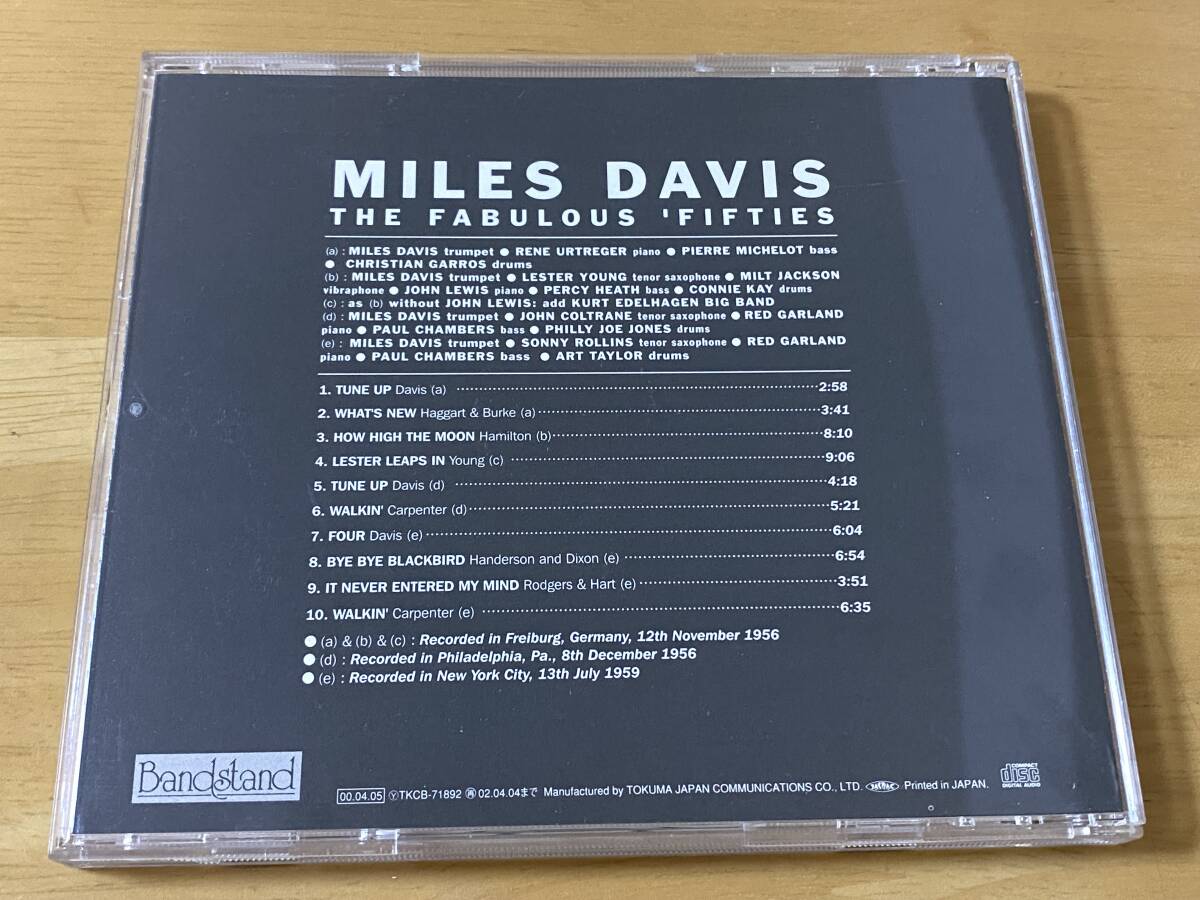 MILES DAVIS
THE FABULOUS 'FIFTIES
(a) : MILES DAVIS trumpet ● RENE URTREGER piano ● PIERRE MICHELOT bass
● CHRISTIAN GARROS drums
(b) : MILES DAVIS trumpet ● LESTER YOUNG tenor saxophone ● MILT JACKSON
vibraphone ● JOHN LEWIS piano ● PERCY HEATH bass ● CONNIE KAY drums
(c) : as (b) without JOHN LEWIS: add KURT EDELHAGEN BIG BAND
(d) : MILES DAVIS trumpet ● JOHN COLTRANE tenor saxophone ● RED GARLAND
piano ● PAUL CHAMBERS bass ● PHILLY JOE JONES drums
(e) : MILES DAVIS trumpet ● SONNY ROLLINS tenor saxophone ● RED GARLAND
piano ● PAUL CHAMBERS bass ● ART TAYLOR drums
1. TUNE UP Davis (a) 2:58
2. WHAT'S NEW Haggart & Burke (a) 3:41
3. HOW HIGH THE MOON Hamilton (b) 8:10
4. LESTER LEAPS IN Young (c) 9:06
5. TUNE UP Davis (d) 4:18
6. WALKIN' Carpenter (d) 5:21
7. FOUR Davis (e) 6:04
8. BYE BYE BLACKBIRD Handerson and Dixon (e) 6:54
9. IT NEVER ENTERED MY MIND Rodgers & Hart (e) 3:51
10. WALKIN' Carpenter (e) 6:35
● (a) & (b) & (c) : Recorded in Freiburg, Germany, 12th November 1956
● (d) : Recorded in Philadelphia, Pa., 8th December 1956
● (e) : Recorded in New York City, 13th July 1959
Bandstand
00.04.05 Ⓨ TKCB-71892 ㊢ 02.04.04まで Manufactured by TOKUMA JAPAN COMMUNICATIONS CO., LTD. Printed in JAPAN.
COMPACT
disc
DIGITAL AUDIO